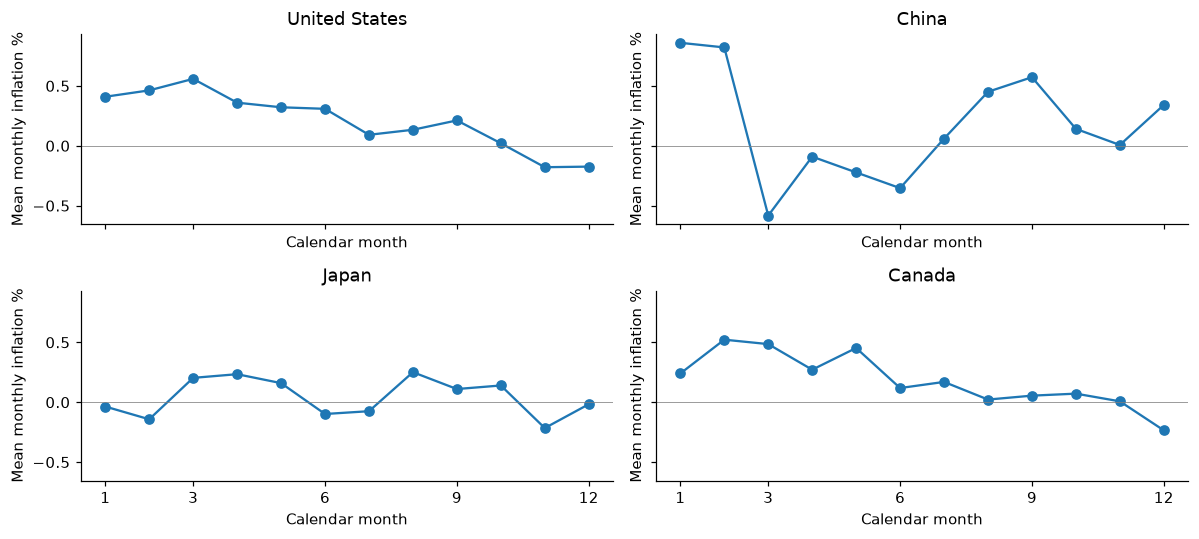 United States
Mean monthly inflation %
0.5
0.0
−0.5
Calendar month
China
Mean monthly inflation %
Calendar month
Japan
Mean monthly inflation %
0.5
0.0
−0.5
1 3 6 9 12
Calendar month
Canada
Mean monthly inflation %
1 3 6 9 12
Calendar month